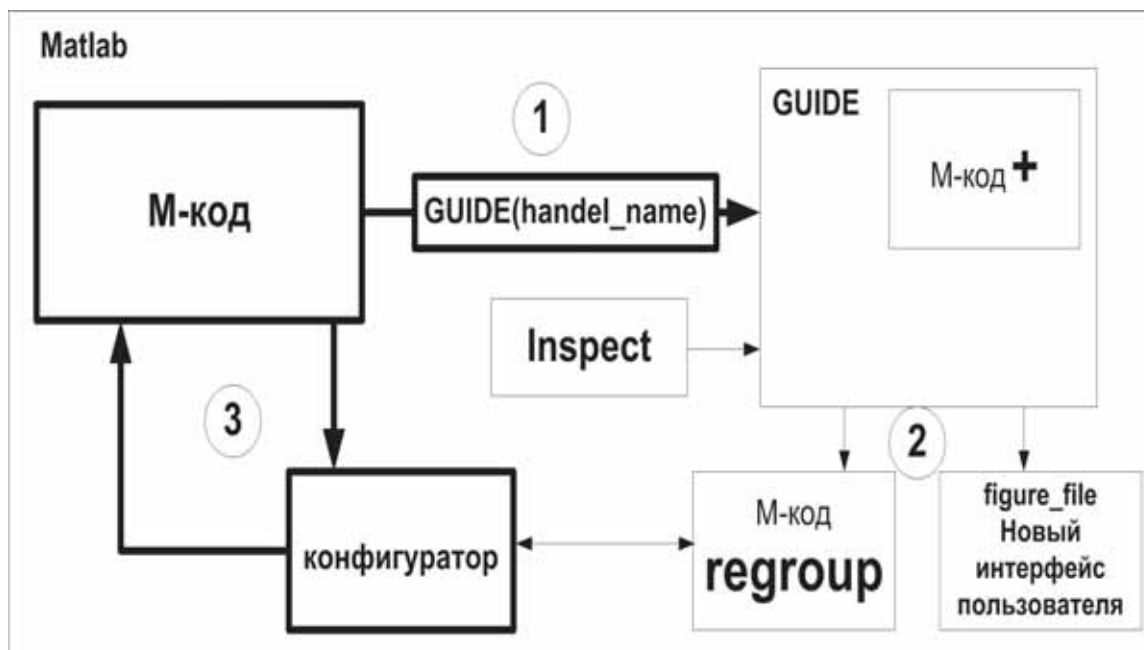 Matlab
1
GUIDE
М-код +
М-код
GUIDE(handel_name)
Inspect
3
2
конфигуратор
М-код
regroup
figure_file
Новый
интерфейс
пользователя